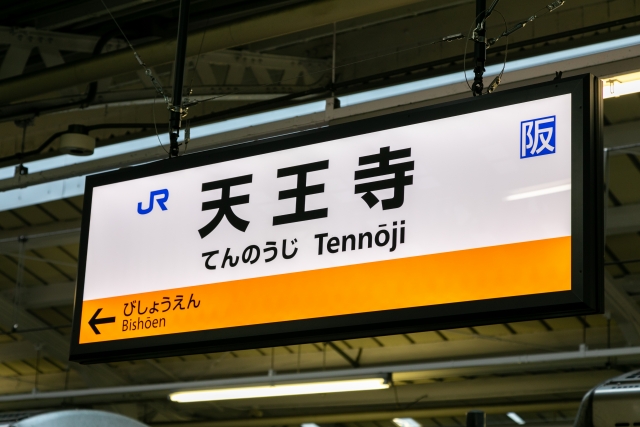 JR
天王寺
阪
てんのうじ Tennōji
← びしょうえん
Bishōen